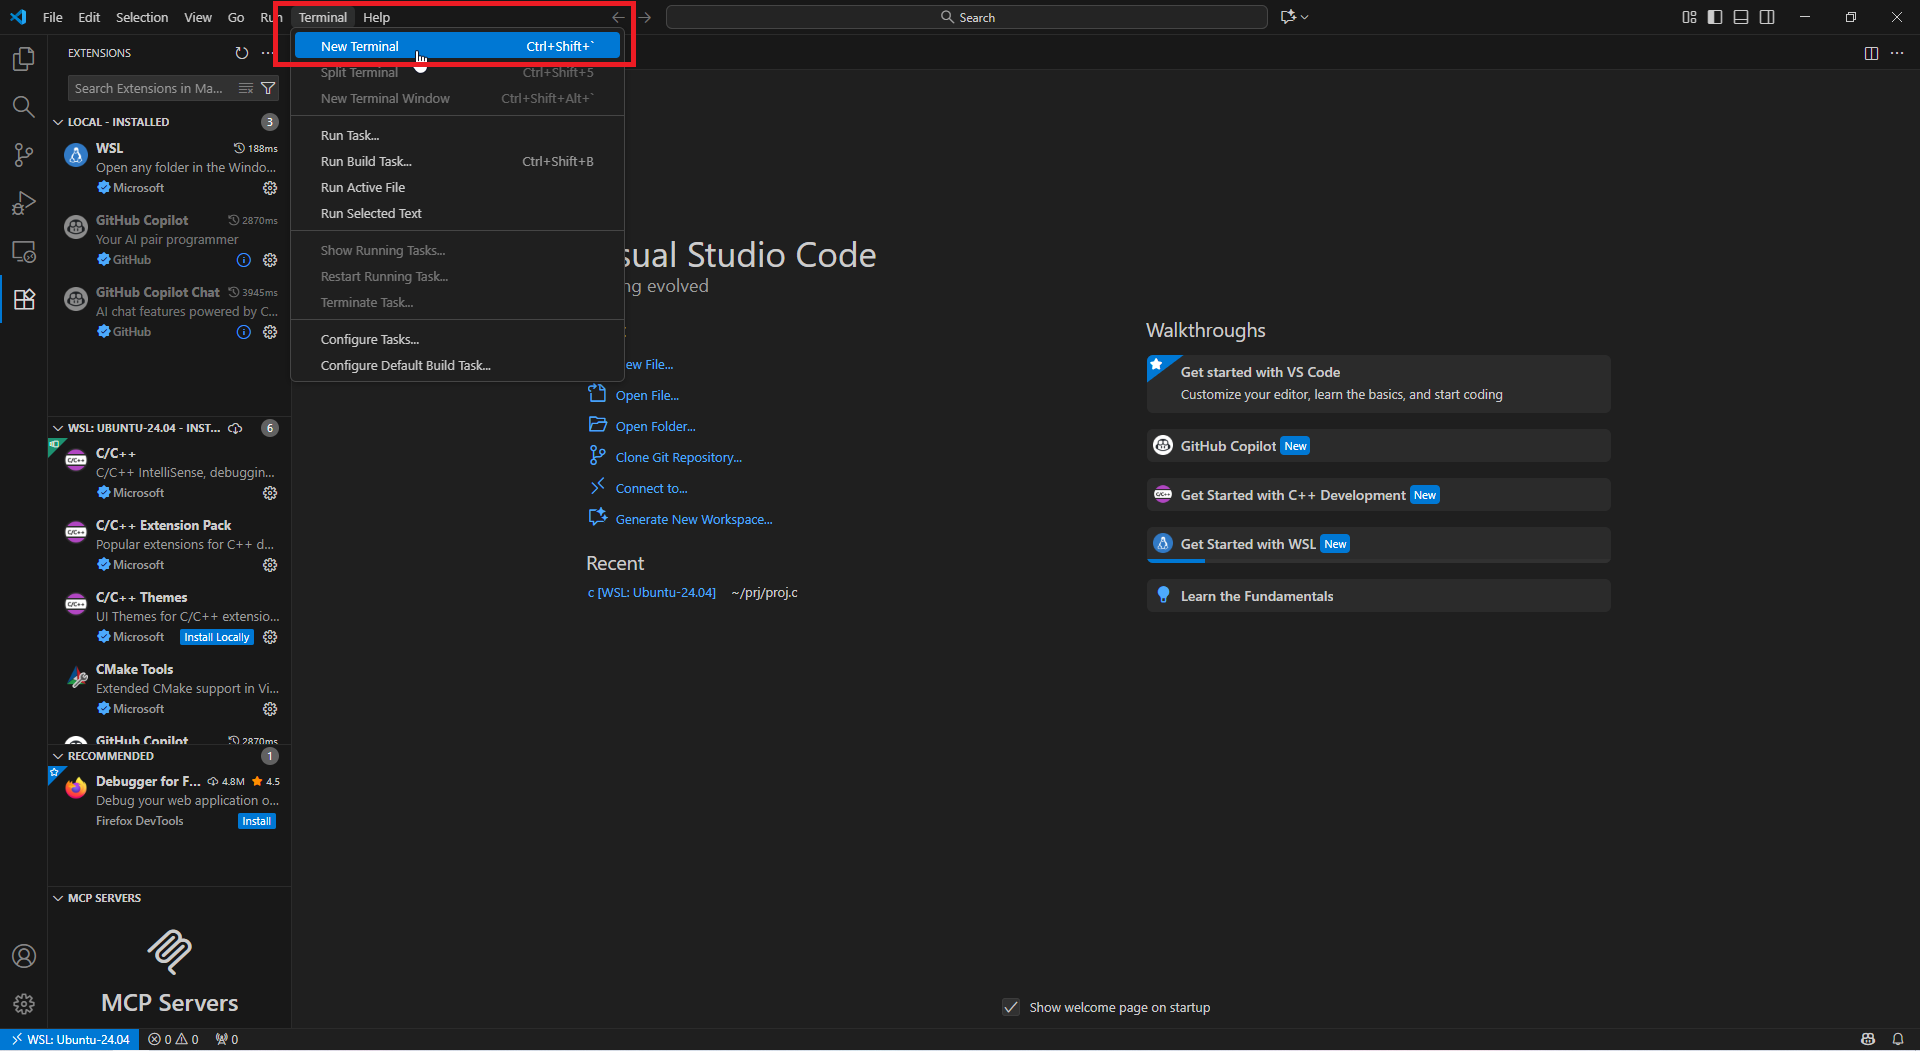 File Edit Selection View Go Run Terminal Help
Search
EXTENSIONS
Search Extensions in Ma...
LOCAL - INSTALLED 3
WSL 188ms
Open any folder in the Windo...
Microsoft
GitHub Copilot 2870ms
Your AI pair programmer
GitHub
GitHub Copilot Chat 3945ms
AI chat features powered by C...
GitHub
WSL: UBUNTU-24.04 - INST... 6
C/C++
C/C++ IntelliSense, debuggin...
Microsoft
C/C++ Extension Pack
Popular extensions for C++ d...
Microsoft
C/C++ Themes
UI Themes for C/C++ extensio...
Microsoft Install Locally
CMake Tools
Extended CMake support in Vi...
Microsoft
GitHub Copilot 2870ms
RECOMMENDED 1
Debugger for F... 4.8M 4.5
Debug your web application o...
Firefox DevTools Install
MCP SERVERS
MCP Servers
New Terminal Ctrl+Shift+`
Split Terminal Ctrl+Shift+5
New Terminal Window Ctrl+Shift+Alt+`
Run Task...
Run Build Task... Ctrl+Shift+B
Run Active File
Run Selected Text
Show Running Tasks...
Restart Running Task...
Terminate Task...
Configure Tasks...
Configure Default Build Task...
sual Studio Code
ng evolved
ew File...
Open File...
Open Folder...
Clone Git Repository...
Connect to...
Generate New Workspace...
Recent
c [WSL: Ubuntu-24.04] ~/prj/proj.c
Walkthroughs
Get started with VS Code
Customize your editor, learn the basics, and start coding
GitHub Copilot New
Get Started with C++ Development New
Get Started with WSL New
Learn the Fundamentals
Show welcome page on startup
WSL: Ubuntu-24.04 0 0 0